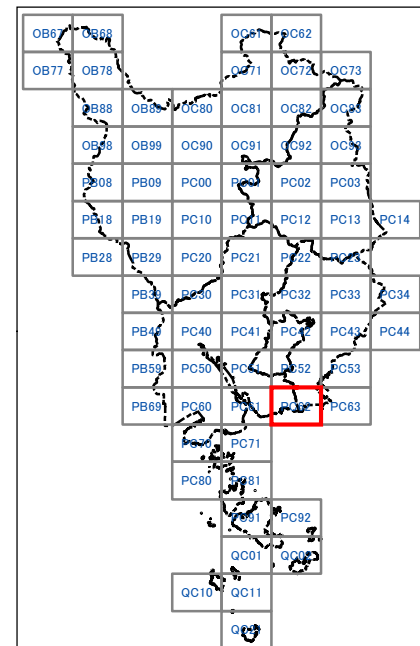 OB67 OB68 OC61 OC62
OB77 OB78 OC71 OC72 OC73
OB88 OB89 OC80 OC81 OC82 OC83
OB98 OB99 OC90 OC91 OC92 OC93
PB08 PB09 PC00 PC01 PC02 PC03
PB18 PB19 PC10 PC11 PC12 PC13 PC14
PB28 PB29 PC20 PC21 PC22 PC23
PB39 PC30 PC31 PC32 PC33 PC34
PB49 PC40 PC41 PC42 PC43 PC44
PB59 PC50 PC51 PC52 PC53
PB69 PC60 PC61 PC62 PC63
PC70 PC71
PC80 PC81
PC91 PC92
QC01 QC02
QC10 QC11
QC21